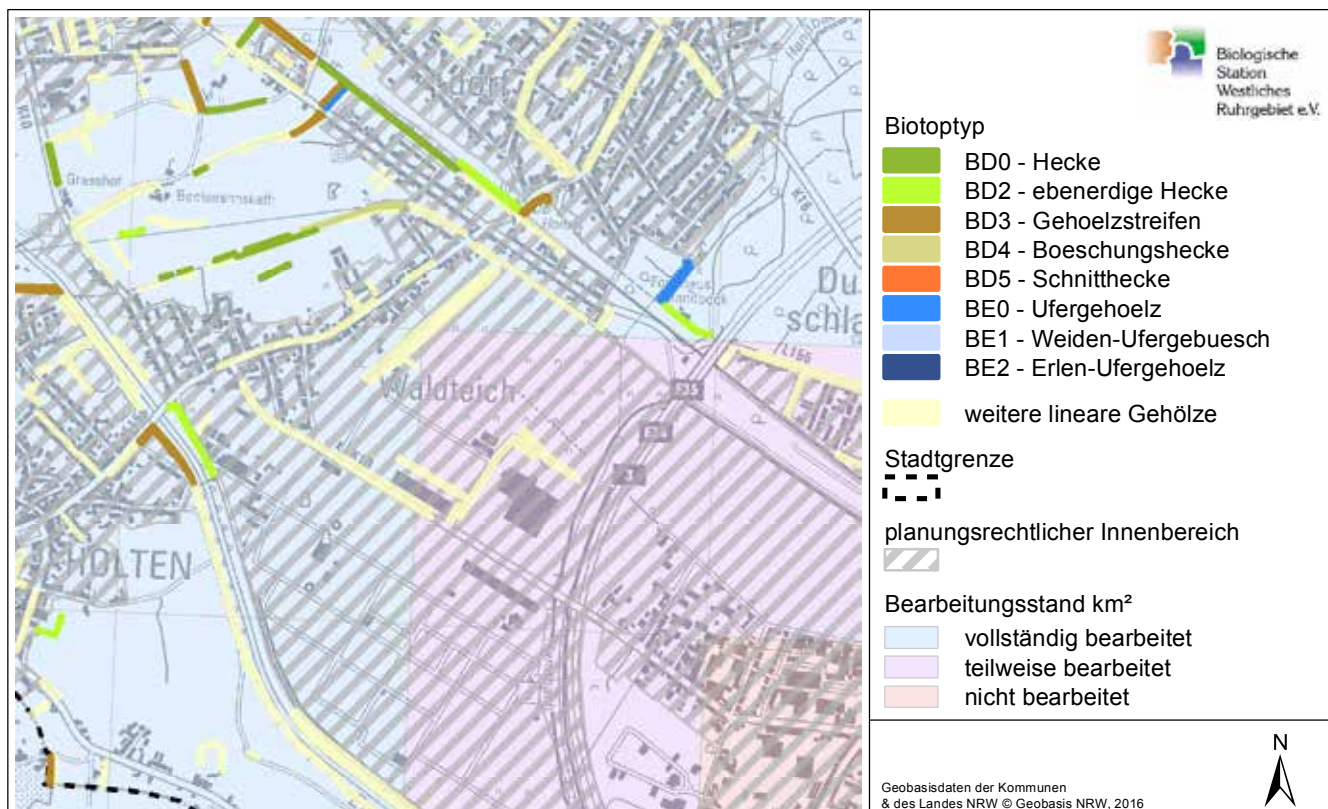 Biologische
Station
Westliches
Ruhrgebiet e.V.
Biotoptyp
BD0 - Hecke
BD2 - ebenerdige Hecke
BD3 - Gehoelzstreifen
BD4 - Boeschungshecke
BD5 - Schnitthecke
BE0 - Ufergehoelz
BE1 - Weiden-Ufergebuesch
BE2 - Erlen-Ufergehoelz
weitere lineare Gehölze
Stadtgrenze
planungsrechtlicher Innenbereich
Bearbeitungsstand km²
vollständig bearbeitet
teilweise bearbeitet
nicht bearbeitet
Geobasisdaten der Kommunen
& des Landes NRW © Geobasis NRW, 2016
N
Grasshof
Waldteich
HOLTEN
Du
schla
L155